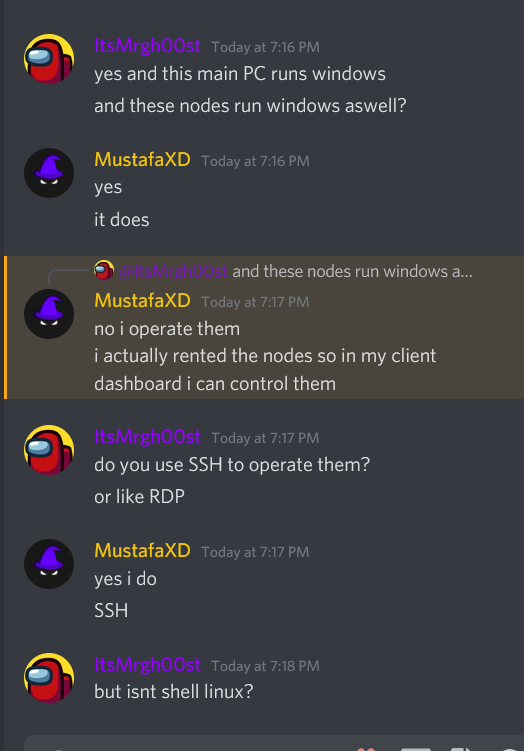 ItsMrgh00st Today at 7:16 PM
yes and this main PC runs windows
and these nodes run windows aswell?
MustafaXD Today at 7:16 PM
yes
it does
@ItsMrgh00st and these nodes run windows a...
MustafaXD Today at 7:17 PM
no i operate them
i actually rented the nodes so in my client
dashboard i can control them
ItsMrgh00st Today at 7:17 PM
do you use SSH to operate them?
or like RDP
MustafaXD Today at 7:17 PM
yes i do
SSH
ItsMrgh00st Today at 7:18 PM
but isnt shell linux?